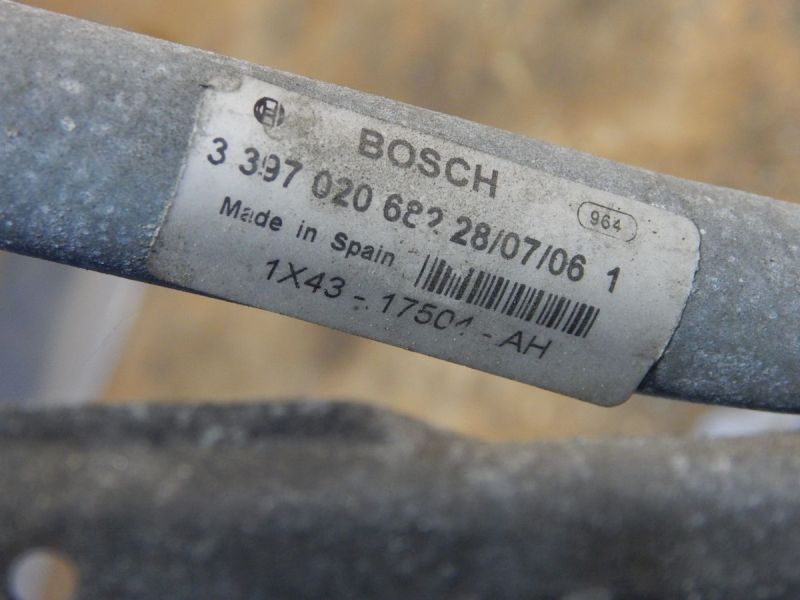 BOSCH
3 397 020 682 28/07/06 1
964
Made in Spain
1X43-17504-AH